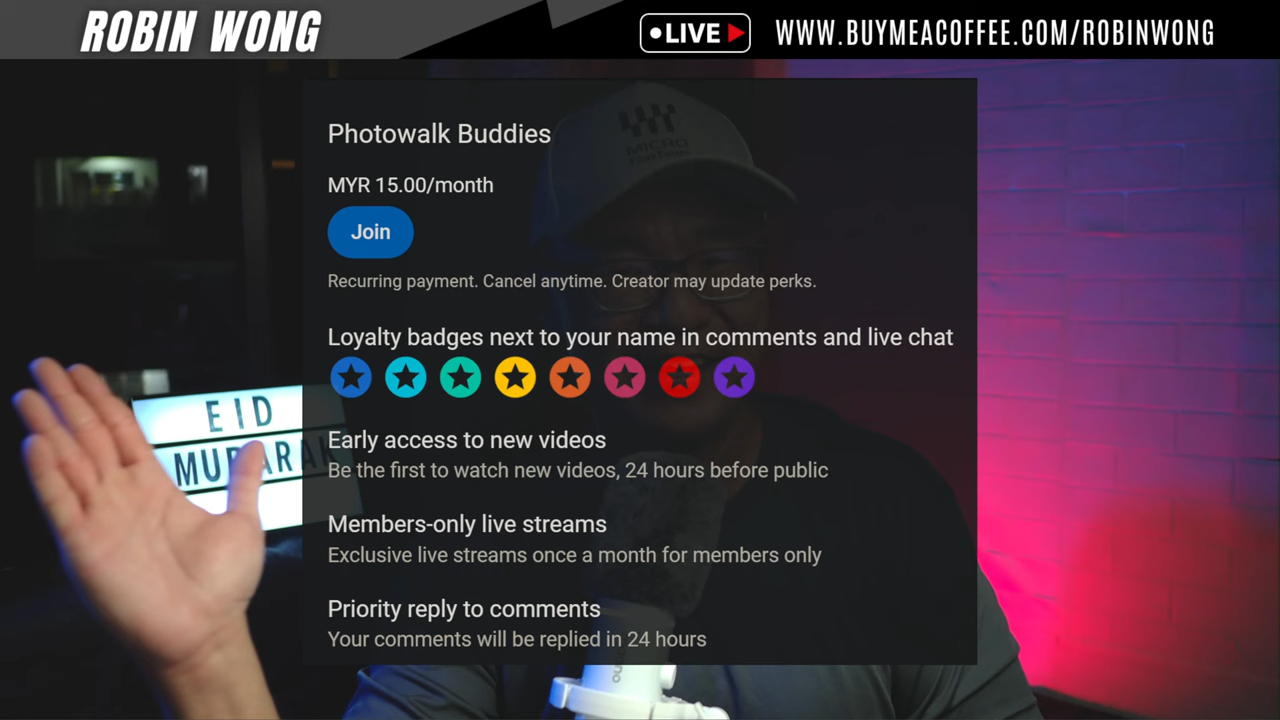 ROBIN WONG
LIVE
WWW.BUYMEACOFFEE.COM/ROBINWONG
MICRO
Photowalk Buddies
MYR 15.00/month
Join
Recurring payment. Cancel anytime. Creator may update perks.
Loyalty badges next to your name in comments and live chat
EID
MUBARAK
Early access to new videos
Be the first to watch new videos, 24 hours before public
Members-only live streams
Exclusive live streams once a month for members only
Priority reply to comments
Your comments will be replied in 24 hours